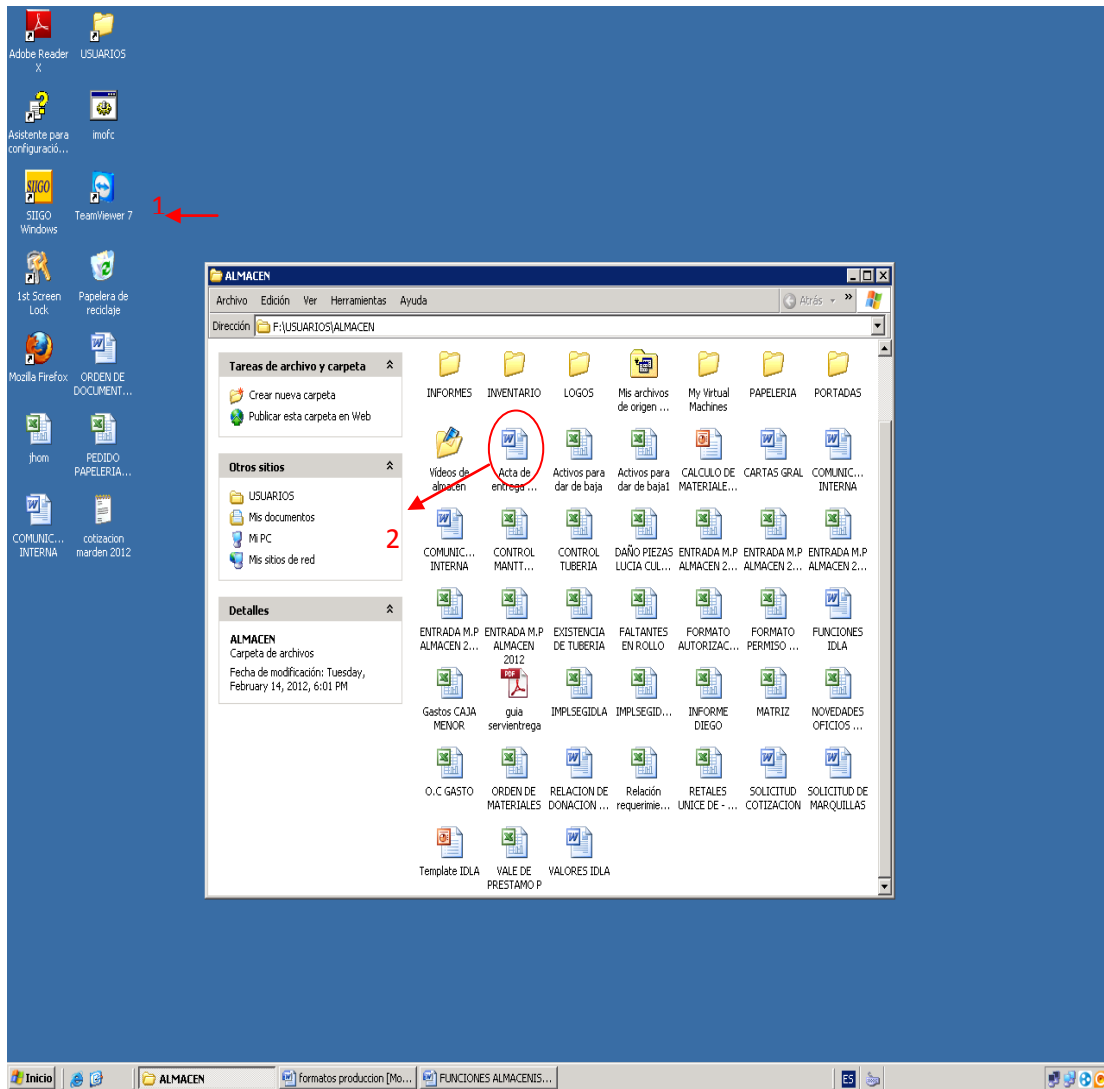 Adobe Reader
X
USUARIOS
Asistente para
configuració...
imofc
SIIGO
SIIGO
Windows
TeamViewer 7
1
1st Screen
Lock
Papelera de
reciclaje
Mozilla Firefox
ORDEN DE
DOCUMENT...
jhom
PEDIDO
PAPELERIA...
COMUNIC...
INTERNA
cotizacion
marden 2012
ALMACEN
Archivo Edición Ver Herramientas Ayuda
Atrás
Dirección F:\USUARIOS\ALMACEN
Tareas de archivo y carpeta
Crear nueva carpeta
Publicar esta carpeta en Web
Otros sitios
USUARIOS
Mis documentos
Mi PC
Mis sitios de red
2
Detalles
ALMACEN
Carpeta de archivos
Fecha de modificación: Tuesday,
February 14, 2012, 6:01 PM
INFORMES
INVENTARIO
LOGOS
Mis archivos
de origen ...
My Virtual
Machines
PAPELERIA
PORTADAS
Vídeos de
almacen
Acta de
entrega ...
Activos para
dar de baja
Activos para
dar de baja1
CALCULO DE
MATERIALE...
CARTAS GRAL
COMUNIC...
INTERNA
COMUNIC...
INTERNA
CONTROL
MANTT...
CONTROL
TUBERIA
DAÑO PIEZAS
LUCIA CUL...
ENTRADA M.P
ALMACEN 2...
ENTRADA M.P
ALMACEN 2...
ENTRADA M.P
ALMACEN 2...
ENTRADA M.P
ALMACEN 2...
ENTRADA M.P
ALMACEN
2012
EXISTENCIA
DE TUBERIA
FALTANTES
EN ROLLO
FORMATO
AUTORIZAC...
FORMATO
PERMISO ...
FUNCIONES
IDLA
Gastos CAJA
MENOR
PDF
guia
servientrega
IMPLSEGIDLA
IMPLSEGID...
INFORME
DIEGO
MATRIZ
NOVEDADES
OFICIOS ...
O.C GASTO
ORDEN DE
MATERIALES
RELACION DE
DONACION ...
Relación
requerimie...
RETALES
UNICE DE - ...
SOLICITUD
COTIZACION
SOLICITUD DE
MARQUILLAS
Template IDLA
VALE DE
PRESTAMO P
VALORES IDLA
Inicio
ALMACEN
formatos produccion [Mo...
FUNCIONES ALMACENIS...
ES